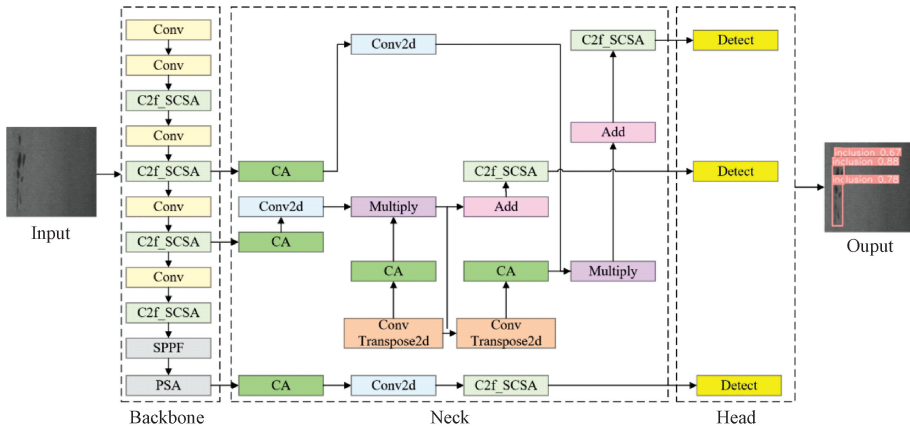 Conv
Conv
C2f_SCSA
Conv
C2f_SCSA
Conv
C2f_SCSA
Conv
C2f_SCSA
SPPF
PSA
Backbone
Input
Conv2d
CA
Conv2d
CA
Multiply
CA
Conv
Transpose2d
C2f_SCSA
Add
CA
Conv
Transpose2d
C2f_SCSA
Add
Multiply
CA
Conv2d
C2f_SCSA
Neck
Detect
Detect
Detect
Head
Inclusion 0.67
Inclusion 0.88
Inclusion 0.78
Ouput